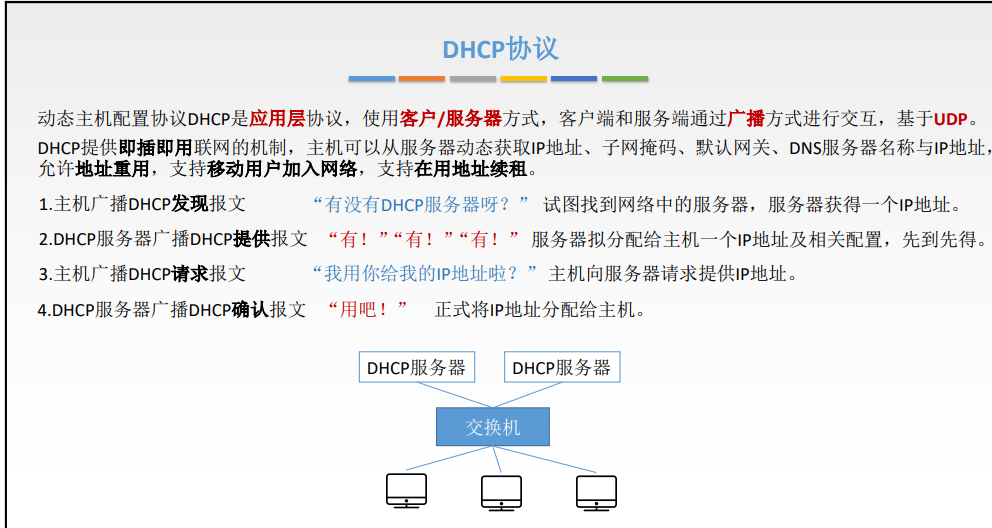 DHCP协议
动态主机配置协议DHCP是应用层协议，使用客户/服务器方式，客户端和服务端通过广播方式进行交互，基于UDP。
DHCP提供即插即用联网的机制，主机可以从服务器动态获取IP地址、子网掩码、默认网关、DNS服务器名称与IP地址，
允许地址重用，支持移动用户加入网络，支持在用地址续租。
1.主机广播DHCP发现报文 “有没有DHCP服务器呀？” 试图找到网络中的服务器，服务器获得一个IP地址。
2.DHCP服务器广播DHCP提供报文 “有！”“有！”“有！” 服务器拟分配给主机一个IP地址及相关配置，先到先得。
3.主机广播DHCP请求报文 “我用你给我的IP地址啦？” 主机向服务器请求提供IP地址。
4.DHCP服务器广播DHCP确认报文 “用吧！” 正式将IP地址分配给主机。
DHCP服务器 DHCP服务器
交换机